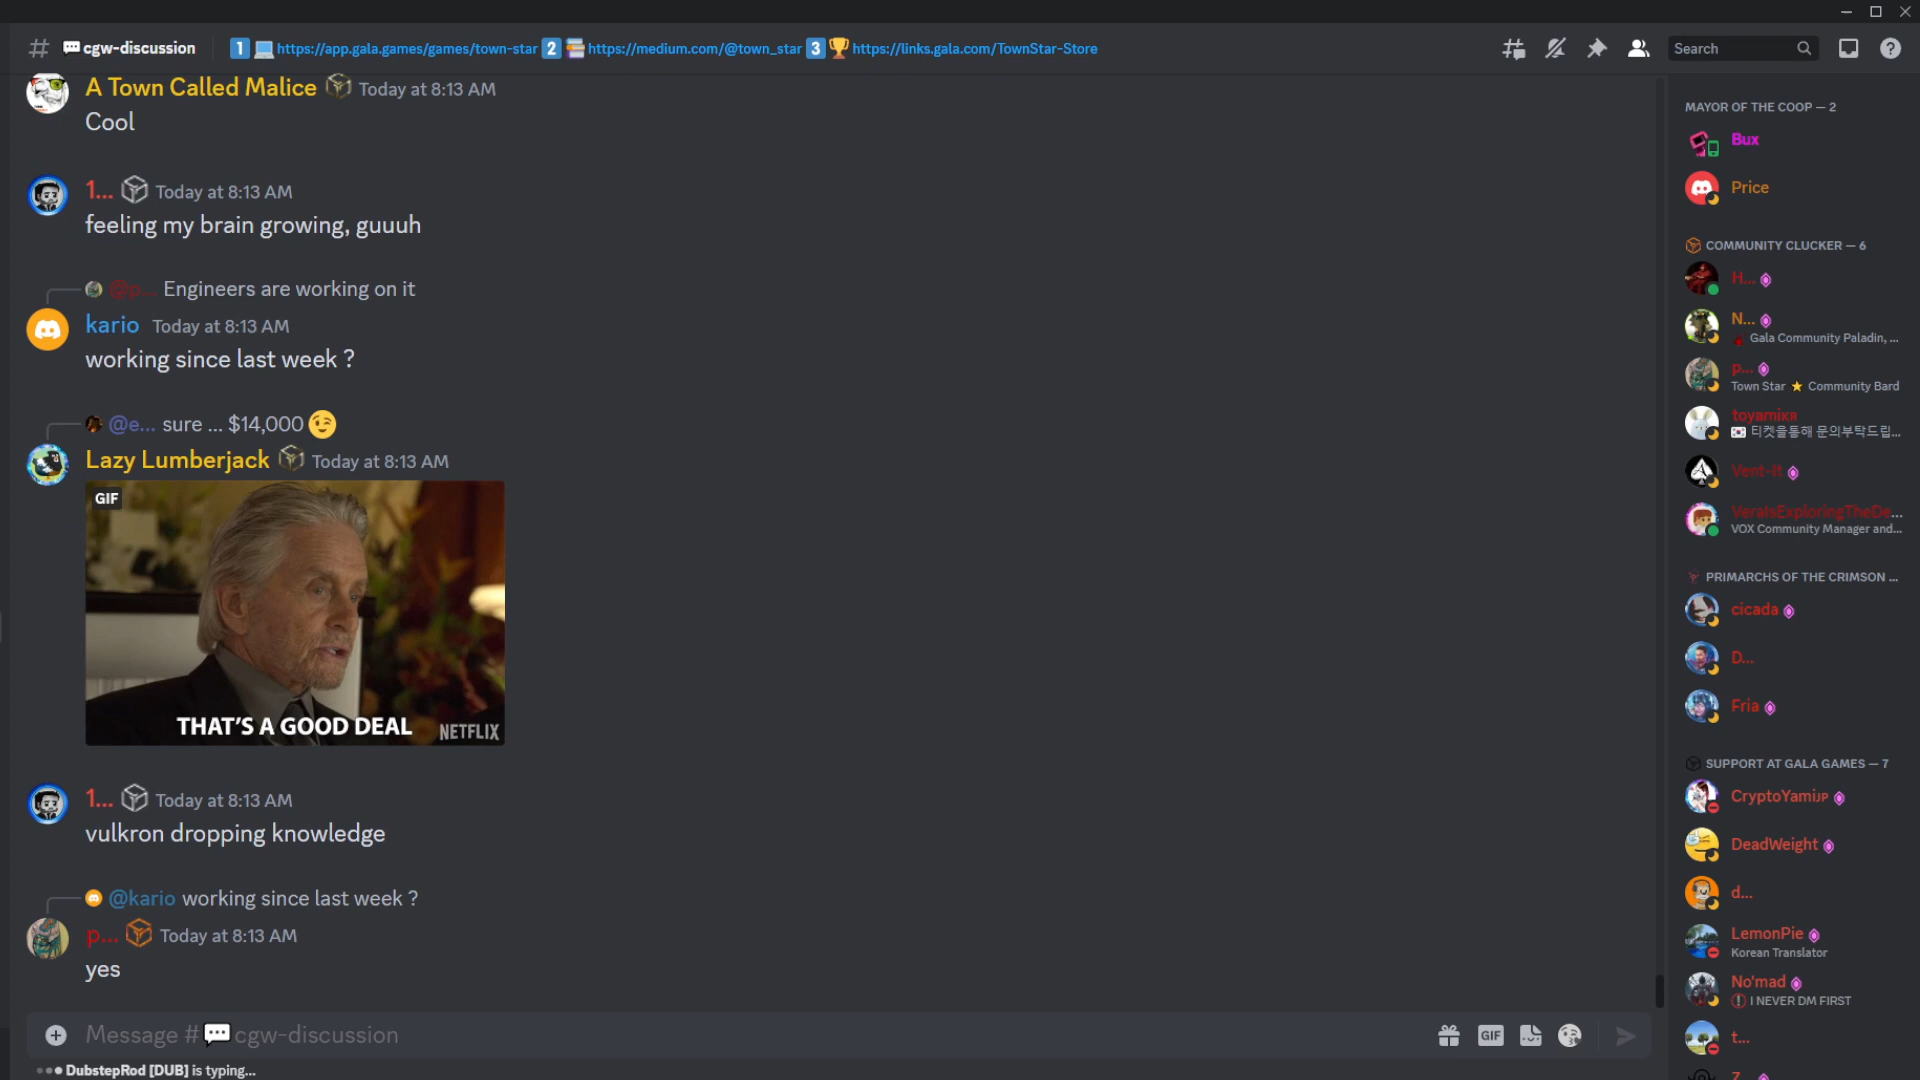 cgw-discussion
1 https://app.gala.games/games/town-star 2 https://medium.com/@town_star 3 https://links.gala.com/TownStar-Store
Search
A Town Called Malice Today at 8:13 AM
Cool
1... Today at 8:13 AM
feeling my brain growing, guuuh
@p... Engineers are working on it
kario Today at 8:13 AM
working since last week ?
@e... sure ... $14,000
Lazy Lumberjack Today at 8:13 AM
GIF
THAT'S A GOOD DEAL
NETFLIX
1... Today at 8:13 AM
vulkron dropping knowledge
@kario working since last week ?
p... Today at 8:13 AM
yes
Message # cgw-discussion
GIF
DubstepRod [DUB] is typing...
MAYOR OF THE COOP — 2
Bux
Price
COMMUNITY CLUCKER — 6
H...
N...
Gala Community Paladin, ...
p...
Town Star Community Bard
toyamiKR
티켓을통해 문의부탁드립...
Vent-It
VeraIsExploringTheDe...
VOX Community Manager and...
PRIMARCHS OF THE CRIMSON ...
cicada
D...
Fria
SUPPORT AT GALA GAMES — 7
CryptoYamiJP
DeadWeight
d...
LemonPie
Korean Translator
No'mad
I NEVER DM FIRST
t...
Z...